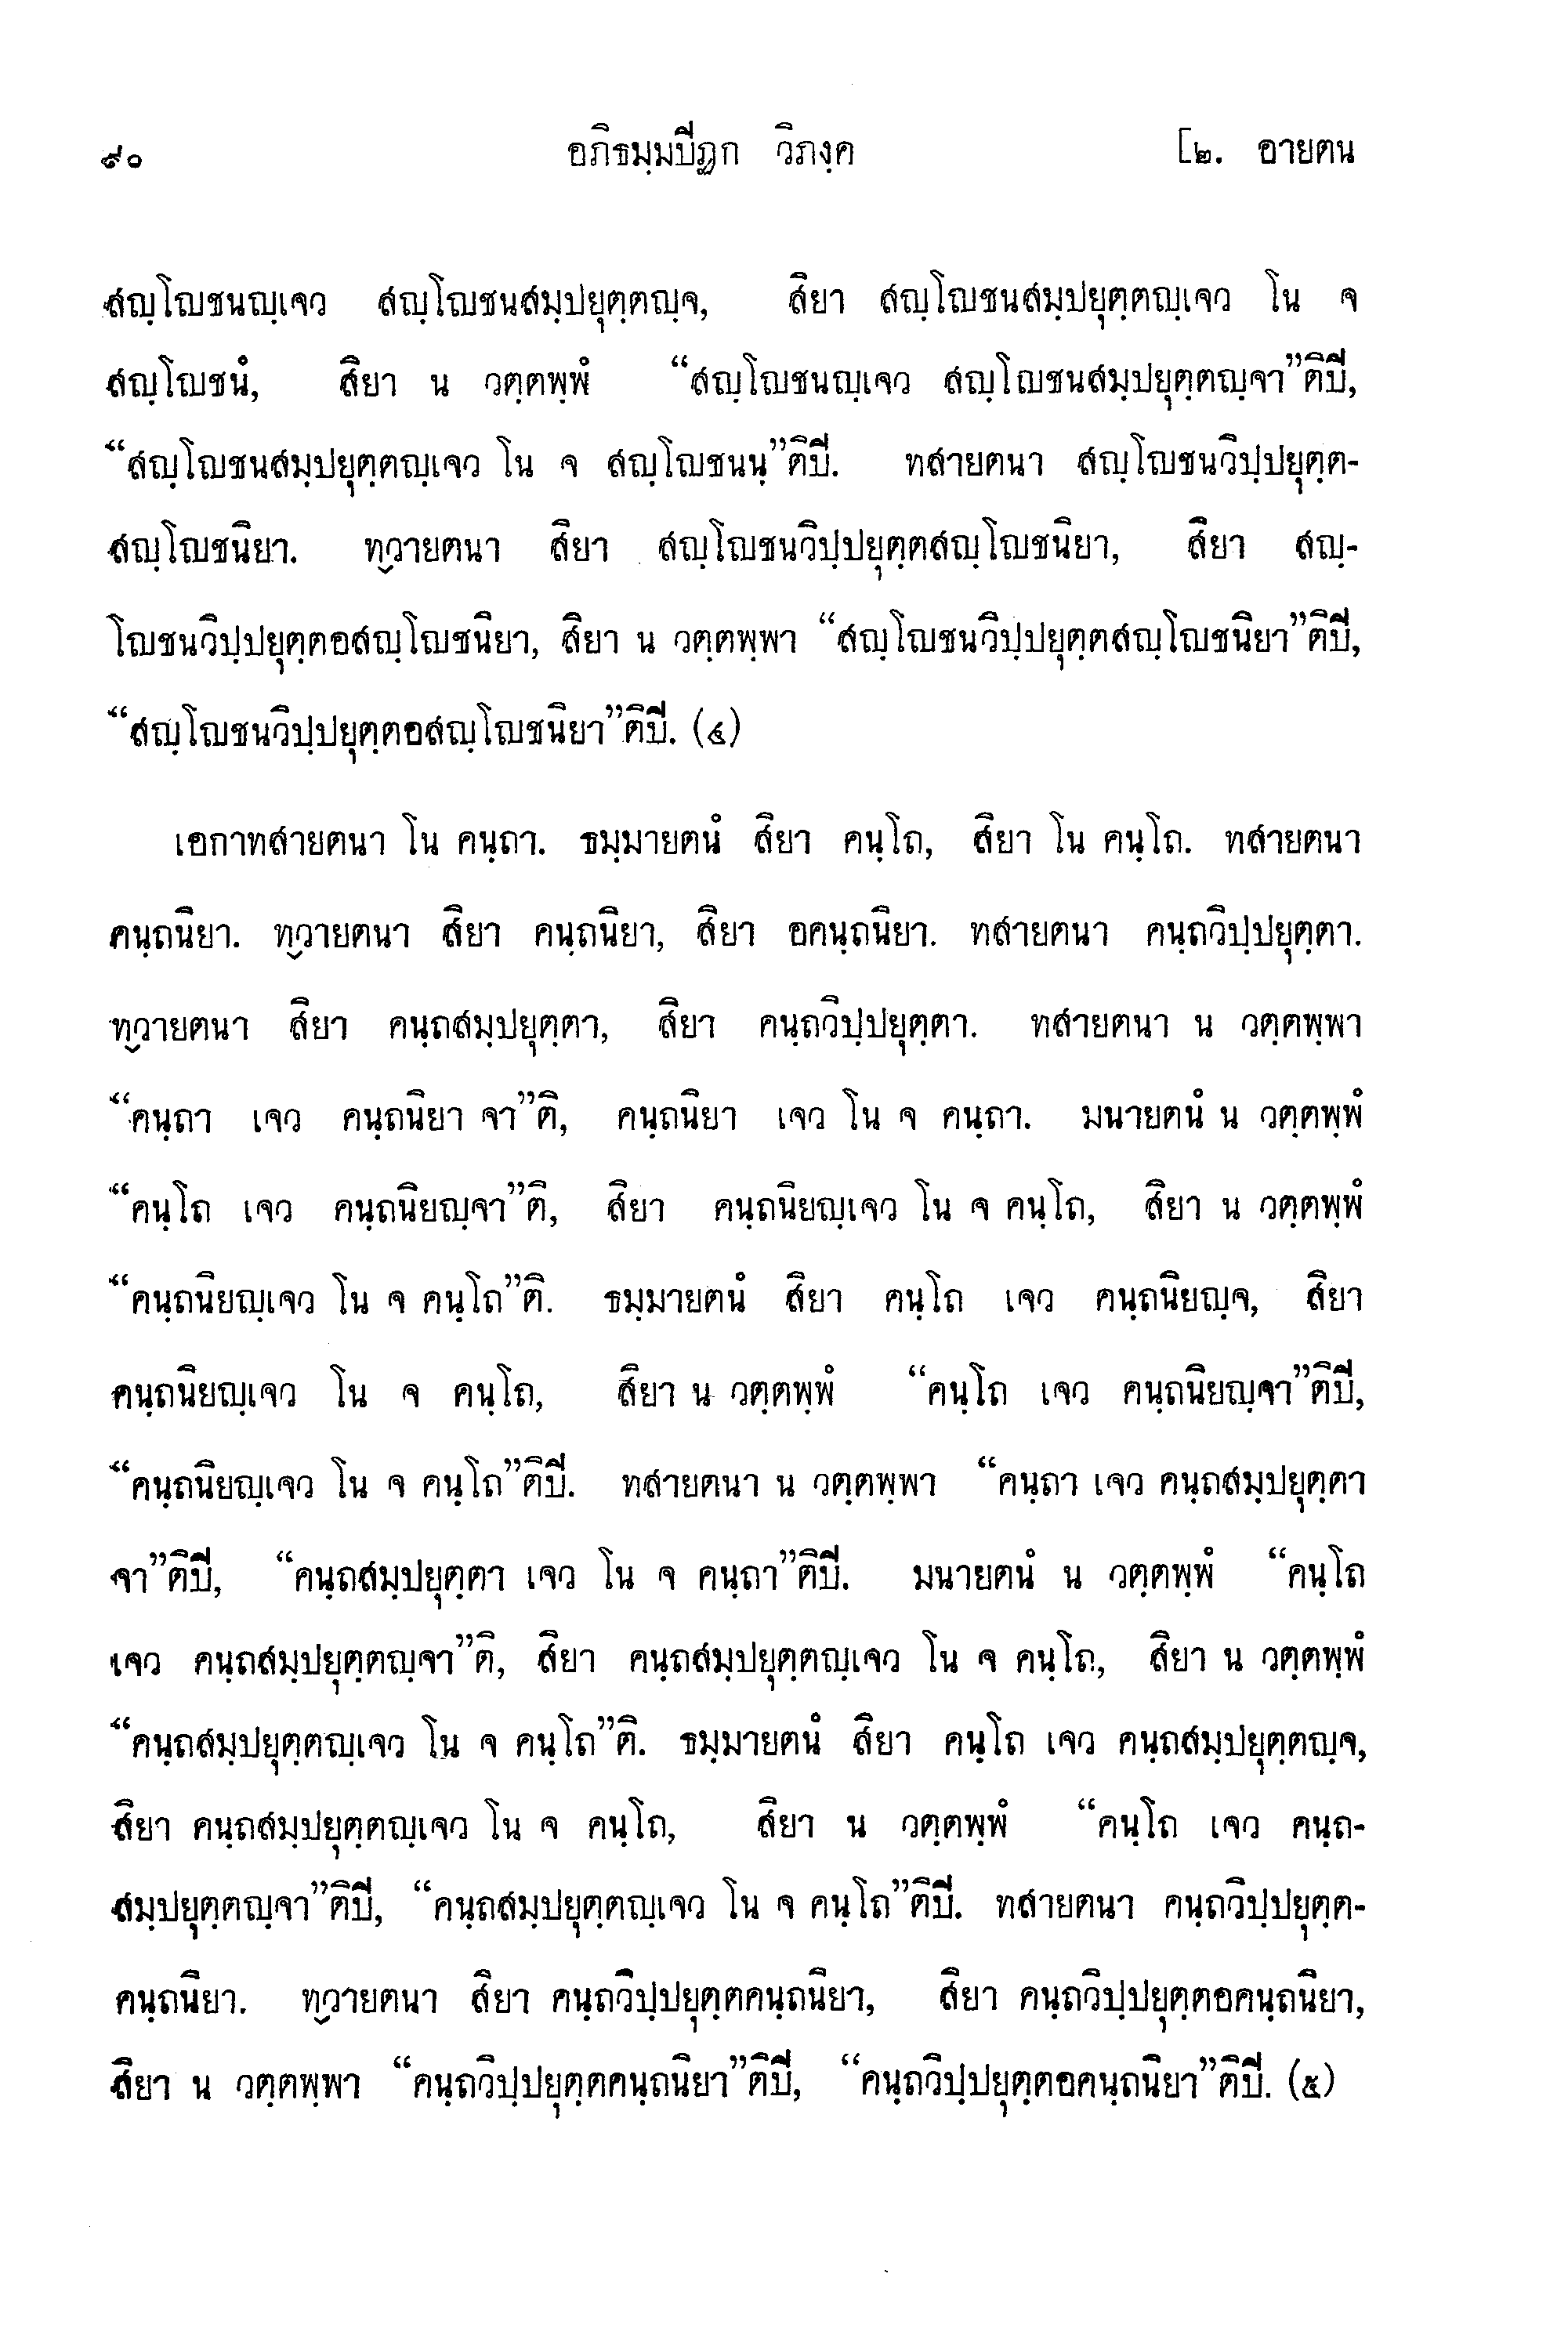 ๙๐ อภิธมฺมปิฏก วิภงฺค [๒. อายตน
สญฺโญชนญฺเจว สญฺโญชนสมฺปยุตฺตญฺจ, สิยา สญฺโญชนสมฺปยุตฺตญฺเจว โน จ
สญฺโญชนํ, สิยา น วตฺตพฺพํ “สญฺโญชนญฺเจว สญฺโญชนสมฺปยุตฺตญฺจา”ติปิ,
“สญฺโญชนสมฺปยุตฺตญฺเจว โน จ สญฺโญชนนฺ”ติปิ. ทสายตนา สญฺโญชนวิปฺปยุตฺต-
สญฺโญชนิยา. ทฺวายตนา สิยา สญฺโญชนวิปฺปยุตฺตสญฺโญชนิยา, สิยา สญฺ-
โญชนวิปฺปยุตฺตอสญฺโญชนิยา, สิยา น วตฺตพฺพา “สญฺโญชนวิปฺปยุตฺตสญฺโญชนิยา”ติปิ,
“สญฺโญชนวิปฺปยุตฺตอสญฺโญชนิยา”ติปิ. (๔)
เอกาทสายตนา โน คนฺถา. ธมฺมายตนํ สิยา คนฺโถ, สิยา โน คนฺโถ. ทสายตนา
คนฺถนิยา. ทฺวายตนา สิยา คนฺถนิยา, สิยา อคนฺถนิยา. ทสายตนา คนฺถวิปฺปยุตฺตา.
ทฺวายตนา สิยา คนฺถสมฺปยุตฺตา, สิยา คนฺถวิปฺปยุตฺตา. ทสายตนา น วตฺตพฺพา
“คนฺถา เจว คนฺถนิยา จา”ติ, คนฺถนิยา เจว โน จ คนฺถา. มนายตนํ น วตฺตพฺพํ
“คนฺโถ เจว คนฺถนิยญฺจา”ติ, สิยา คนฺถนิยญฺเจว โน จ คนฺโถ, สิยา น วตฺตพฺพํ
“คนฺถนิยญฺเจว โน จ คนฺโถ”ติ. ธมฺมายตนํ สิยา คนฺโถ เจว คนฺถนิยญฺจ, สิยา
คนฺถนิยญฺเจว โน จ คนฺโถ, สิยา น วตฺตพฺพํ “คนฺโถ เจว คนฺถนิยญฺจา”ติปิ,
“คนฺถนิยญฺเจว โน จ คนฺโถ”ติปิ. ทสายตนา น วตฺตพฺพา “คนฺถา เจว คนฺถสมฺปยุตฺตา
จา”ติปิ, “คนฺถสมฺปยุตฺตา เจว โน จ คนฺถา”ติปิ. มนายตนํ น วตฺตพฺพํ “คนฺโถ
เจว คนฺถสมฺปยุตฺตญฺจา”ติ, สิยา คนฺถสมฺปยุตฺตญฺเจว โน จ คนฺโถ, สิยา น วตฺตพฺพํ
“คนฺถสมฺปยุตฺตญฺเจว โน จ คนฺโถ”ติ. ธมฺมายตนํ สิยา คนฺโถ เจว คนฺถสมฺปยุตฺตญฺจ,
สิยา คนฺถสมฺปยุตฺตญฺเจว โน จ คนฺโถ, สิยา น วตฺตพฺพํ “คนฺโถ เจว คนฺถ-
สมฺปยุตฺตญฺจา”ติปิ, “คนฺถสมฺปยุตฺตญฺเจว โน จ คนฺโถ”ติปิ. ทสายตนา คนฺถวิปฺปยุตฺต-
คนฺถนิยา. ทฺวายตนา สิยา คนฺถวิปฺปยุตฺตคนฺถนิยา, สิยา คนฺถวิปฺปยุตฺตอคนฺถนิยา,
สิยา น วตฺตพฺพา “คนฺถวิปฺปยุตฺตคนฺถนิยา”ติปิ, “คนฺถวิปฺปยุตฺตอคนฺถนิยา”ติปิ. (๕)